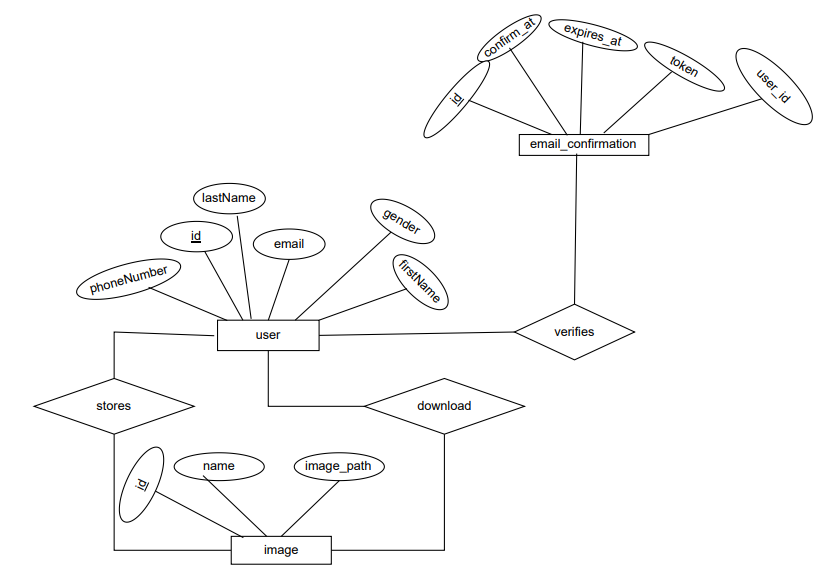 confirm_at
expires_at
token
user_id
id
email_confirmation
lastName
id
email
gender
phoneNumber
firstName
user
verifies
stores
download
id
name
image_path
image